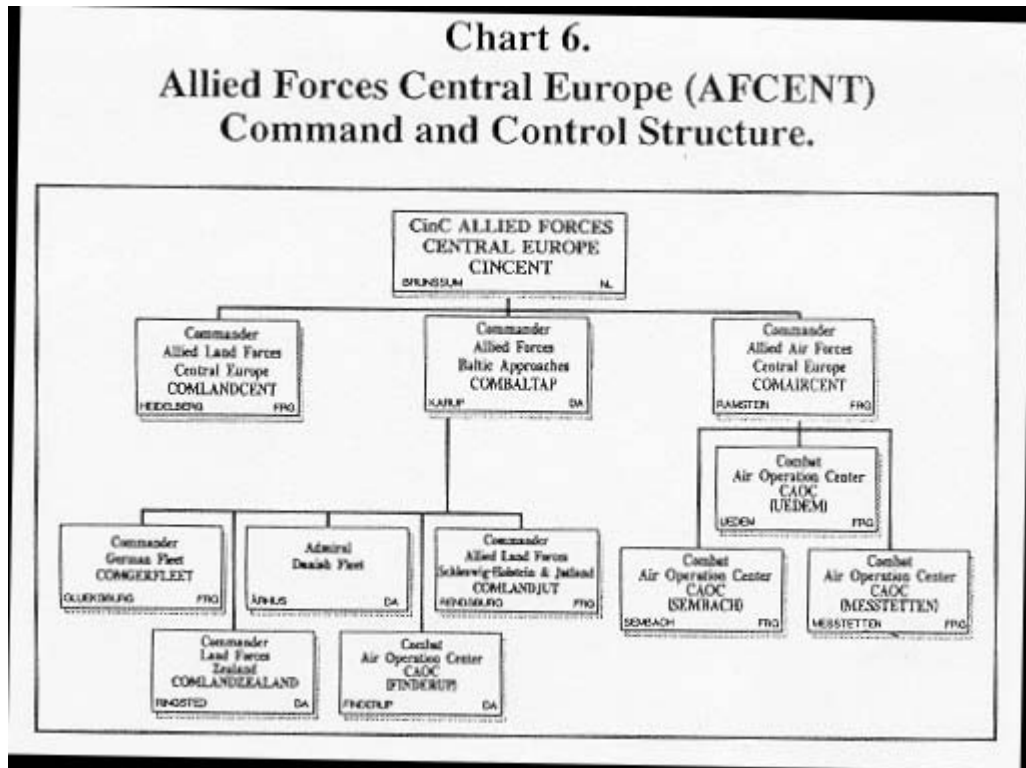 Chart 6.
Allied Forces Central Europe (AFCENT)
Command and Control Structure.
CinC ALLIED FORCES
CENTRAL EUROPE
CINCENT
BRUNSSUM NL
Commander
Allied Land Forces
Central Europe
COMLANDCENT
HEIDELBERG FRG
Commander
Allied Forces
Baltic Approaches
COMBALTAP
KARUP DA
Commander
Allied Air Forces
Central Europe
COMAIRCENT
RAMSTEIN FRG
Combat
Air Operation Center
CAOC
(UEDEM)
UEDEM FRG
Commander
German Fleet
COMGERFLEET
GLUEKSBURG FRG
Admiral
Danish Fleet
ÅRHUS DA
Commander
Allied Land Forces
Schleswig-Holstein & Jutland
COMLANDJUT
RENDSBURG FRG
Combat
Air Operation Center
CAOC
(SEMBACH)
SEMBACH FRG
Combat
Air Operation Center
CAOC
(MESSTETTEN)
MESSTETTEN FRG
Commander
Land Forces
Zealand
COMLANDZEALAND
RINGSTED DA
Combat
Air Operation Center
CAOC
(FINDERUP)
FINDERUP DA